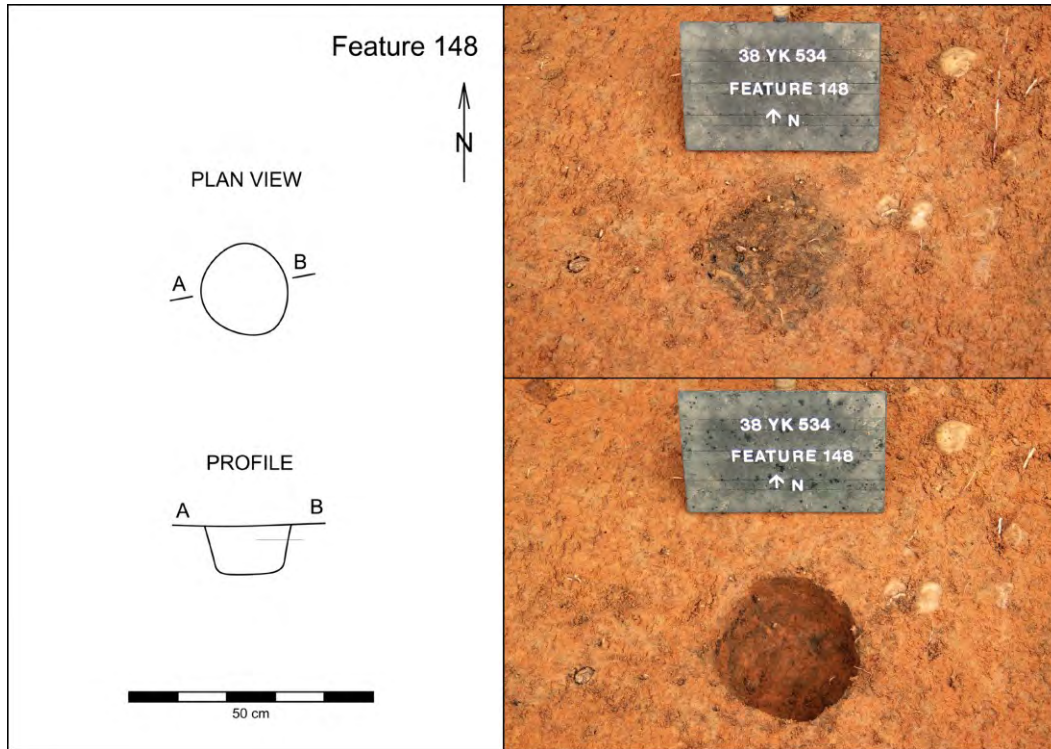 Feature 148
N
PLAN VIEW
A
B
PROFILE
A
B
50 cm
38 YK 534
FEATURE 148
↑ N
38 YK 534
FEATURE 148
↑ N